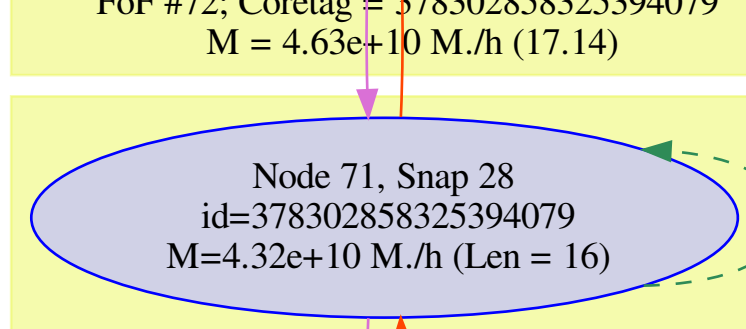 FoF #72; Coretag = 378302858325394079
M = 4.63e+10 M./h (17.14)
Node 71, Snap 28
id=378302858325394079
M=4.32e+10 M./h (Len = 16)